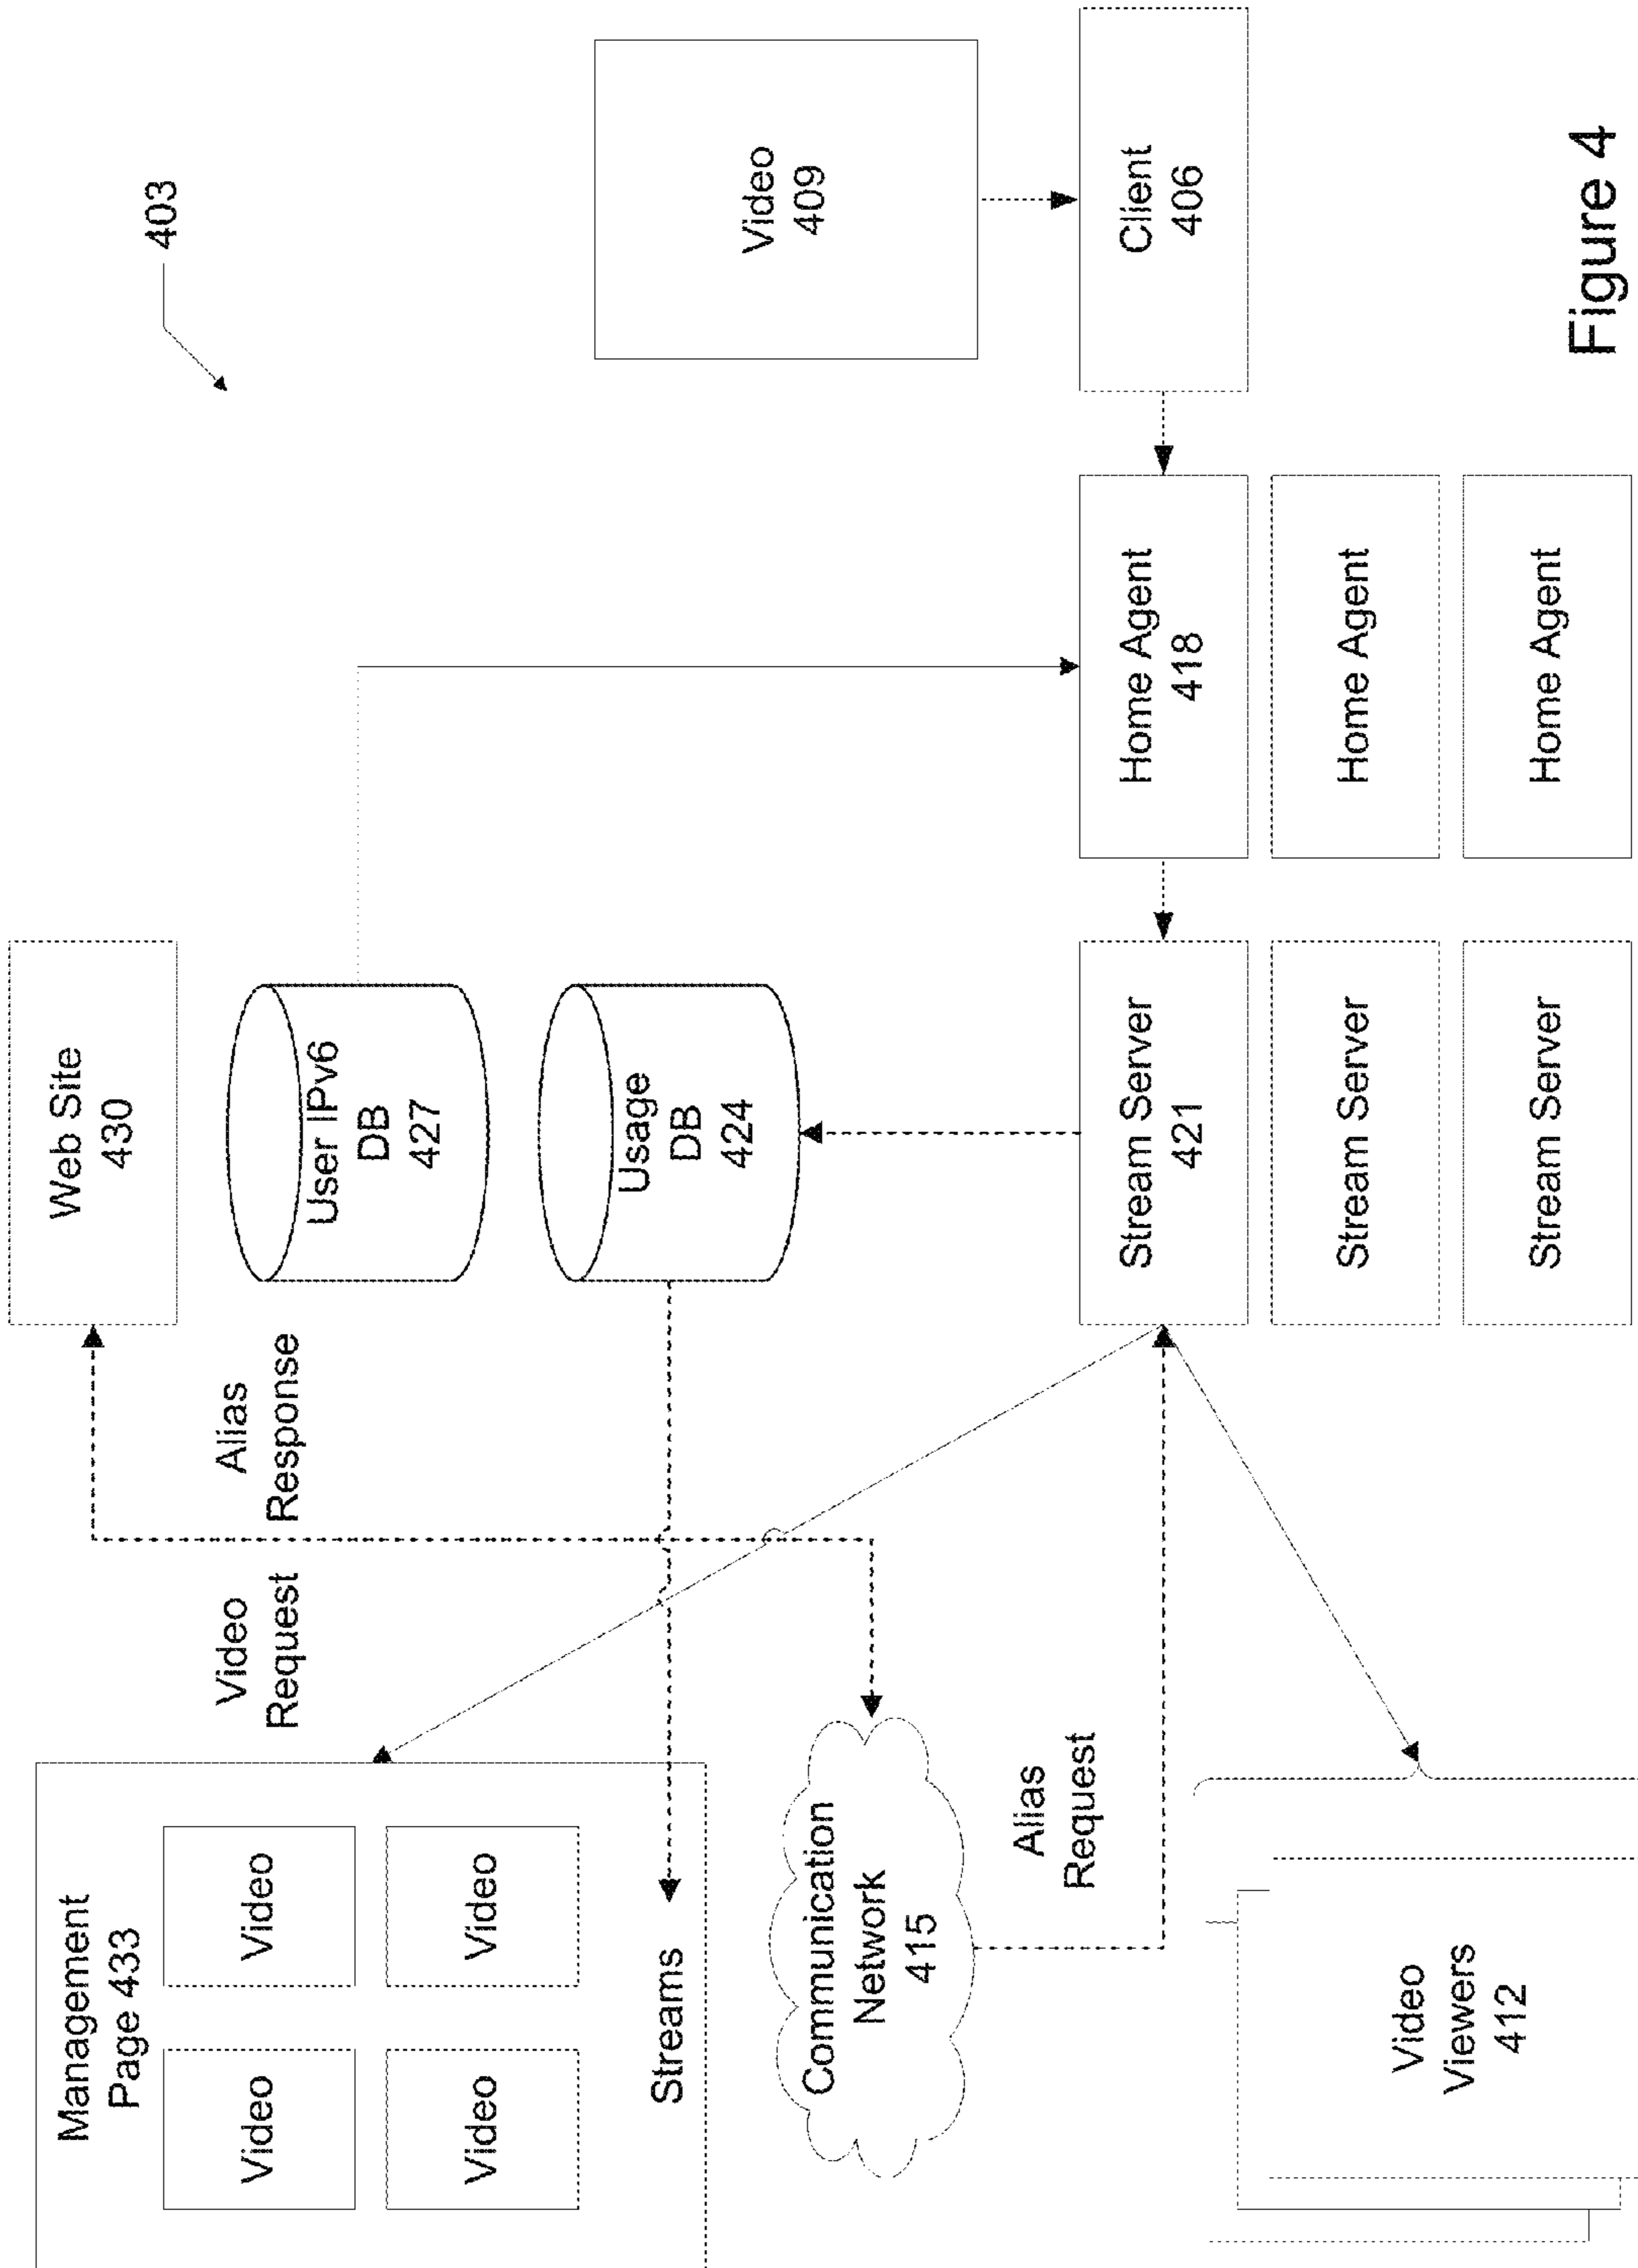 Management
Page 433
Video
Video
Video
Video
Streams
Video
Request
Alias
Response
Web Site
430
403
User IPv6
DB
427
Usage
DB
424
Communication
Network
415
Alias
Request
Video
409
Video
Viewers
412
Stream Server
421
Home Agent
418
Client
406
Stream Server
Home Agent
Stream Server
Home Agent
Figure 4